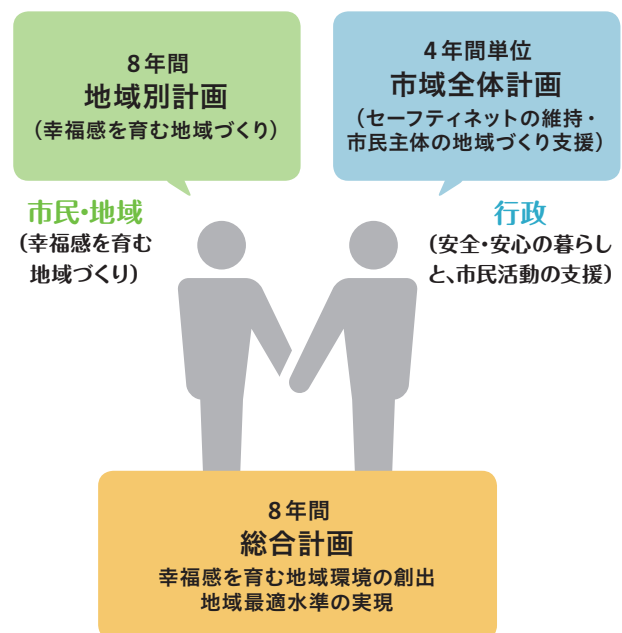 8年間
地域別計画
（幸福感を育む地域づくり）
4年間単位
市域全体計画
（セーフティネットの維持・
市民主体の地域づくり支援）
市民・地域
（幸福感を育む
地域づくり）
行政
（安全・安心の暮らし
と、市民活動の支援）
8年間
総合計画
幸福感を育む地域環境の創出
地域最適水準の実現